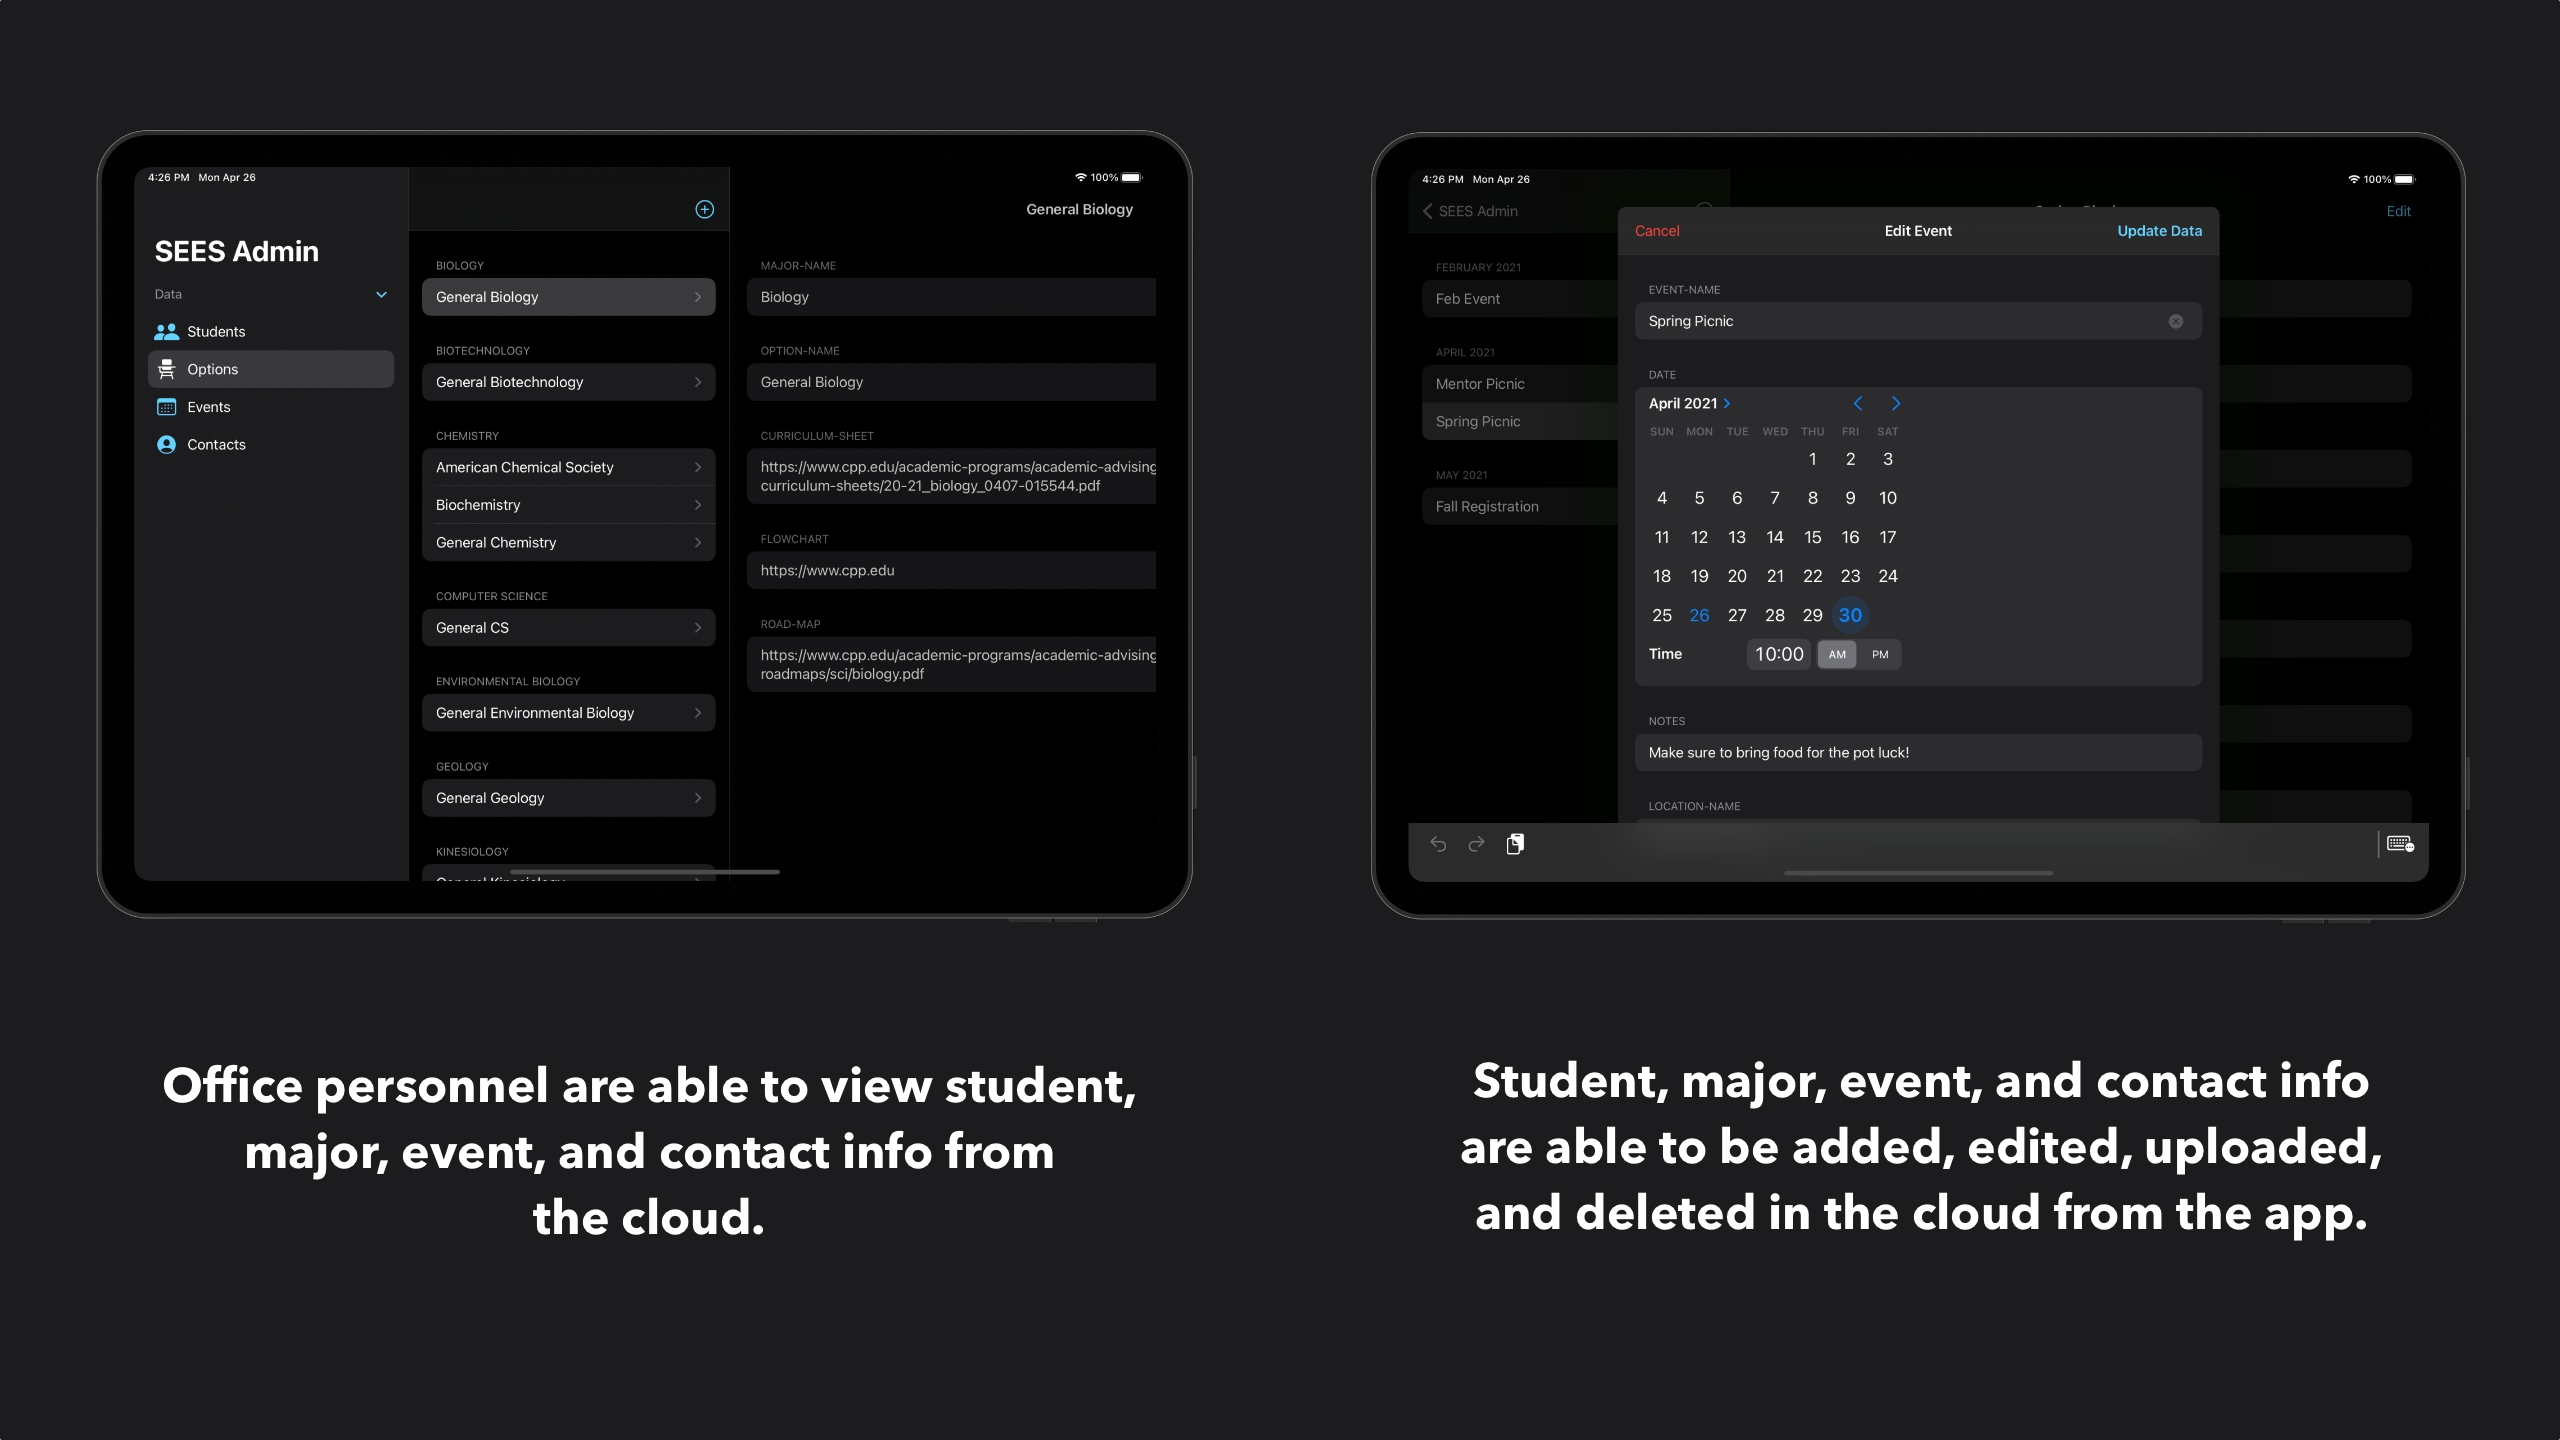 4:26 PM Mon Apr 26
100%
SEES Admin
Data
Students
Options
Events
Contacts
BIOLOGY
General Biology
BIOTECHNOLOGY
General Biotechnology
CHEMISTRY
American Chemical Society
Biochemistry
General Chemistry
COMPUTER SCIENCE
General CS
ENVIRONMENTAL BIOLOGY
General Environmental Biology
GEOLOGY
General Geology
KINESIOLOGY
General Kinesiology
General Biology
MAJOR-NAME
Biology
OPTION-NAME
General Biology
CURRICULUM-SHEET
https://www.cpp.edu/academic-programs/academic-advising
curriculum-sheets/20-21_biology_0407-015544.pdf
FLOWCHART
https://www.cpp.edu
ROAD-MAP
https://www.cpp.edu/academic-programs/academic-advising
roadmaps/sci/biology.pdf
Office personnel are able to view student,
major, event, and contact info from
the cloud.
4:26 PM Mon Apr 26
100%
SEES Admin
Edit
FEBRUARY 2021
Feb Event
APRIL 2021
Mentor Picnic
Spring Picnic
MAY 2021
Fall Registration
Cancel
Edit Event
Update Data
EVENT-NAME
Spring Picnic
DATE
April 2021
SUN MON TUE WED THU FRI SAT
1 2 3
4 5 6 7 8 9 10
11 12 13 14 15 16 17
18 19 20 21 22 23 24
25 26 27 28 29 30
Time 10:00 AM PM
NOTES
Make sure to bring food for the pot luck!
LOCATION-NAME
Student, major, event, and contact info
are able to be added, edited, uploaded,
and deleted in the cloud from the app.